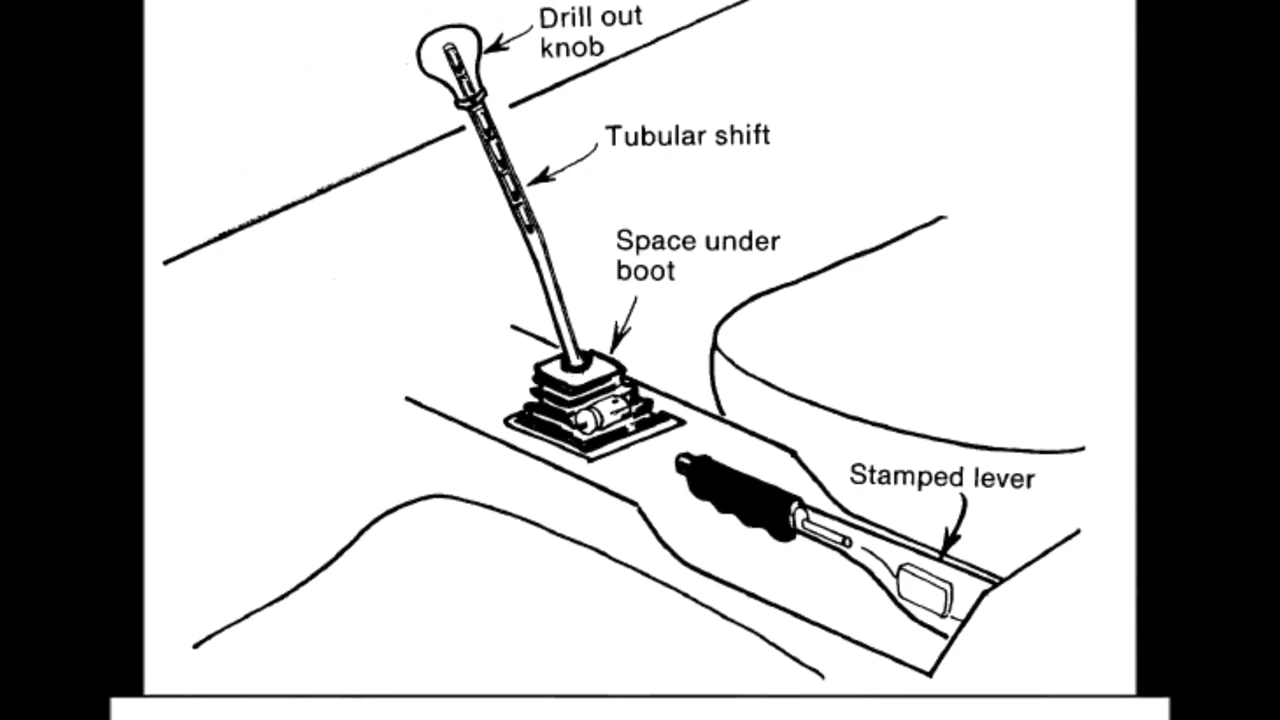 Drill out
knob
Tubular shift
Space under
boot
Stamped lever